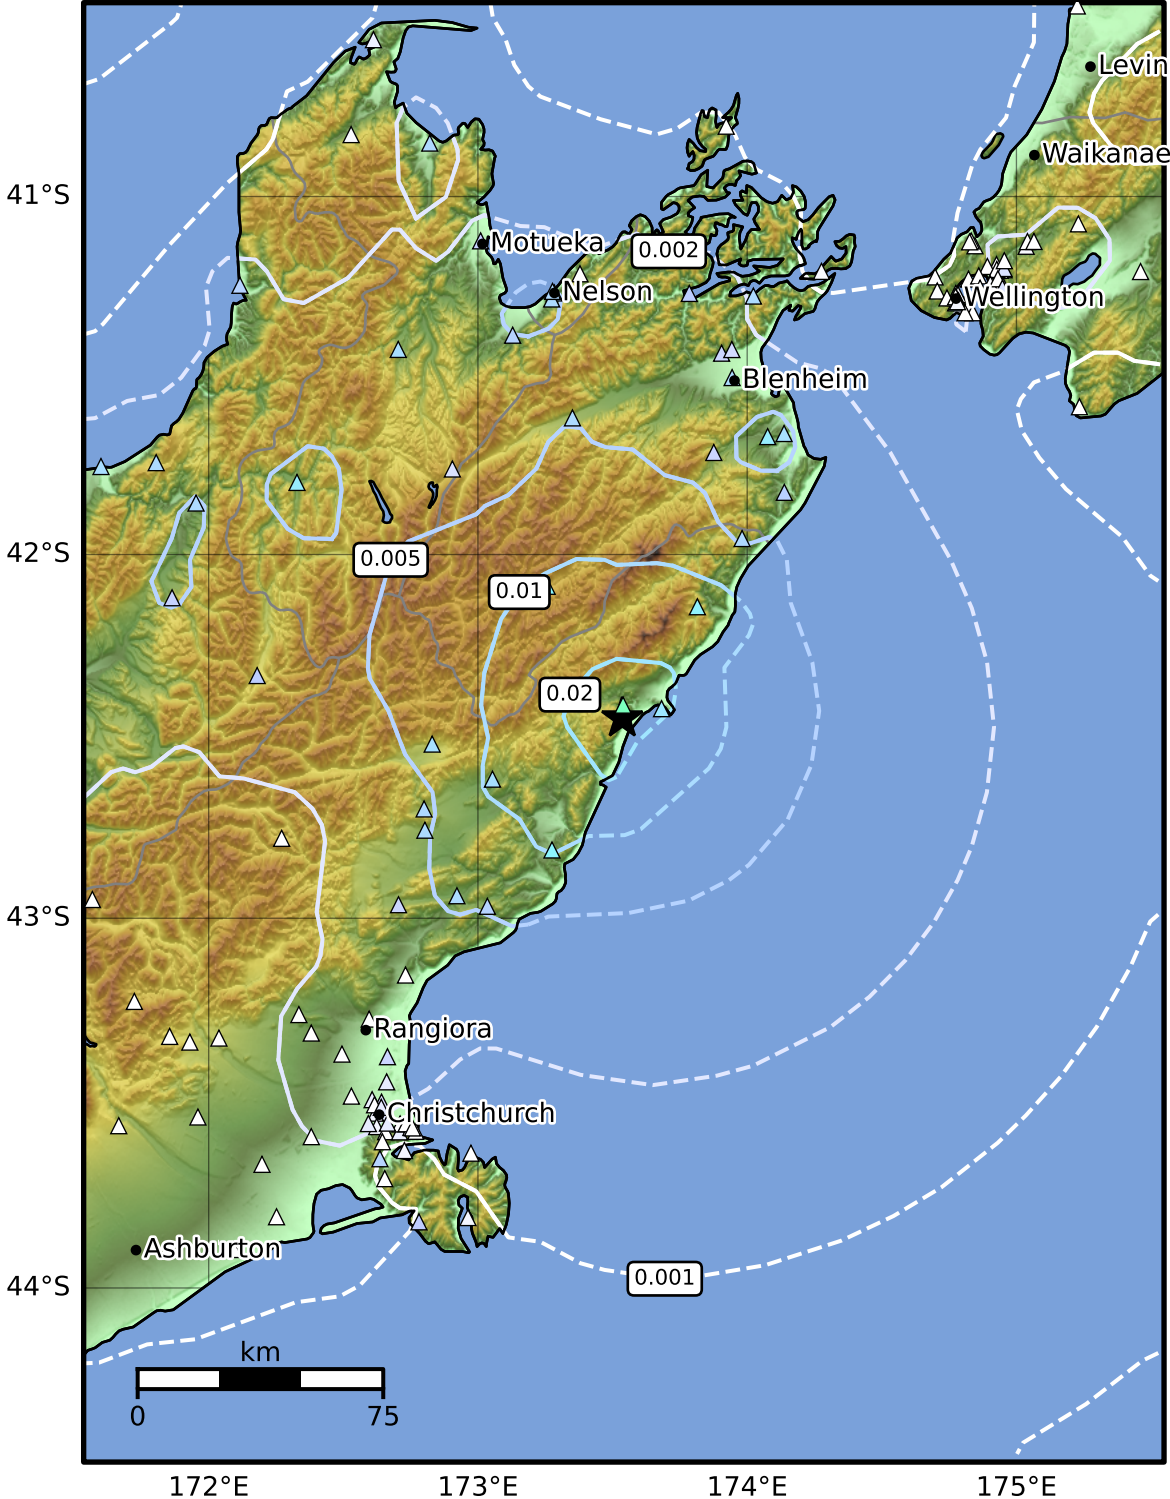 Levin
Waikanae
41°S
Motueka
0.002
Nelson
Wellington
Blenheim
42°S
0.005
0.01
0.02
43°S
Rangiora
Christchurch
Ashburton
0.001
44°S
km
0
75
172°E
173°E
174°E
175°E